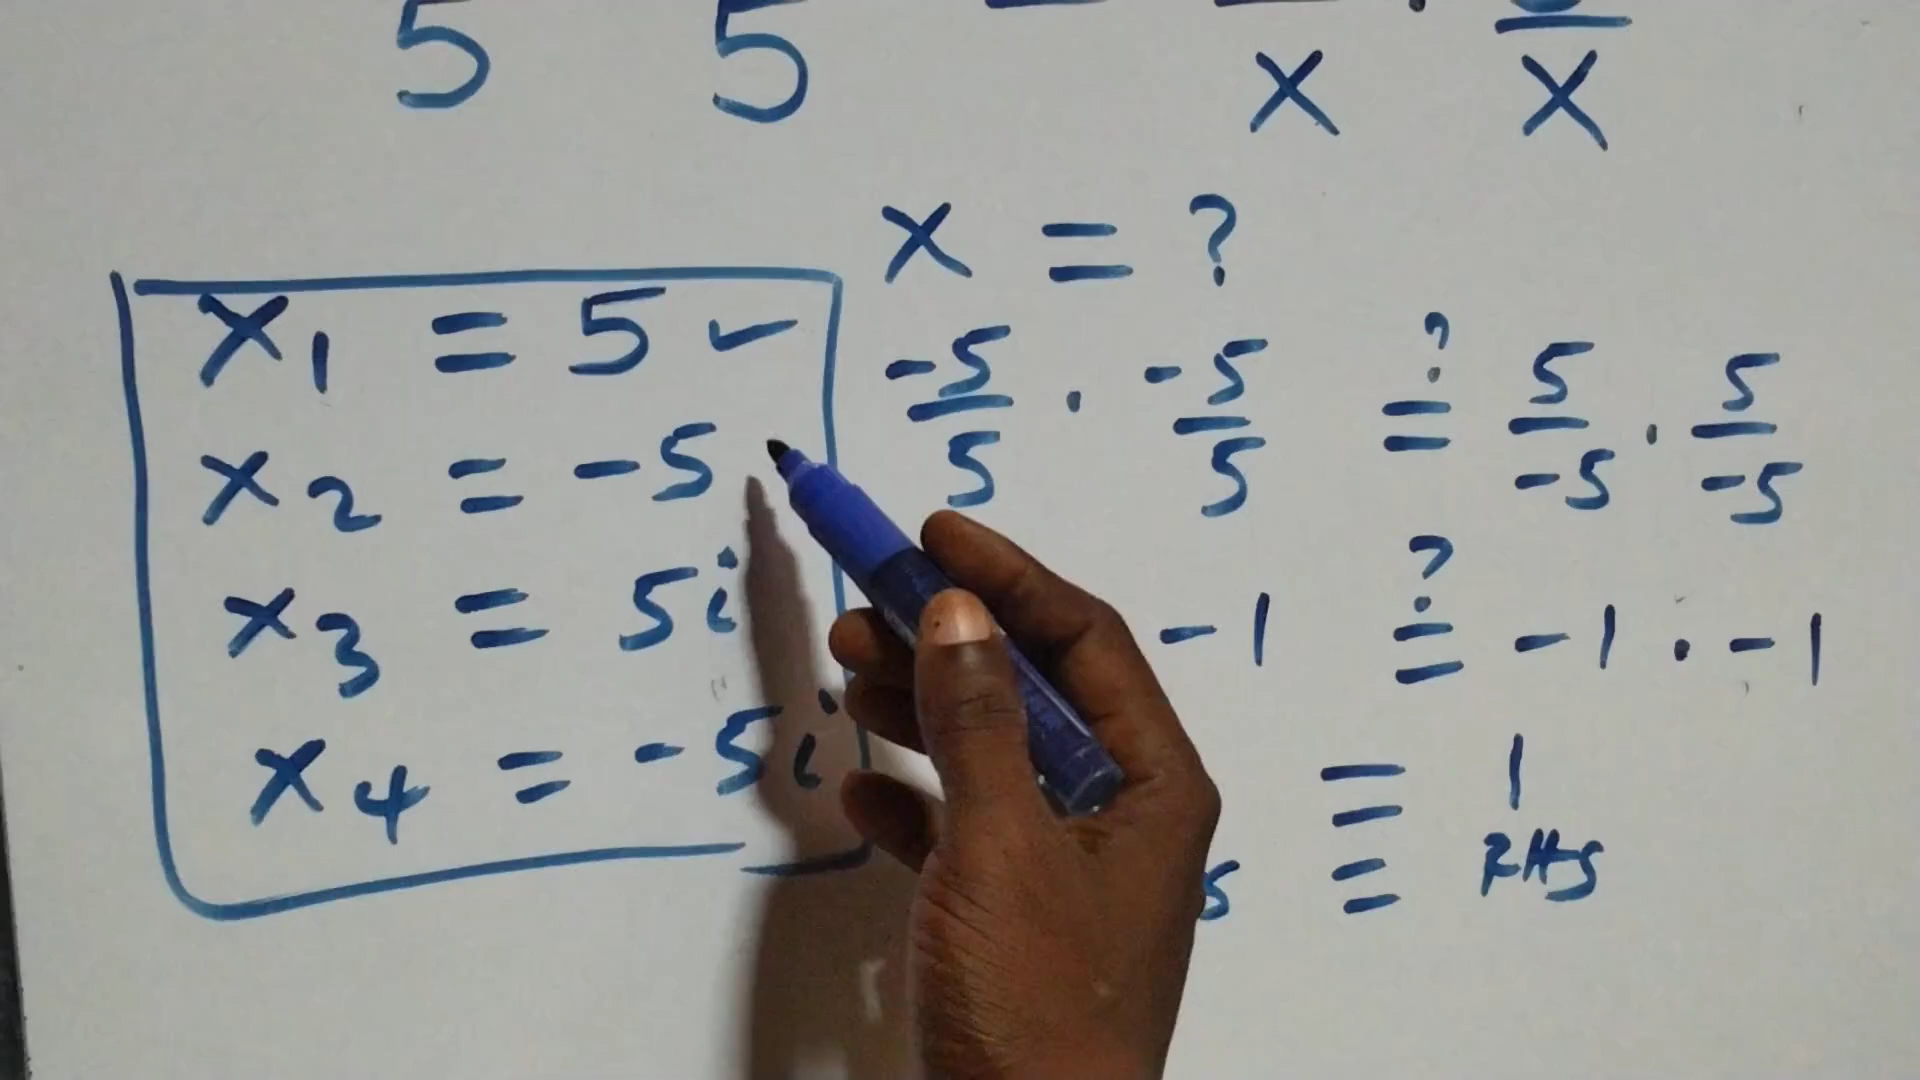 5 5 x x
x = ?
x1 = 5 ✓
x2 = -5
x3 = 5i
x4 = -5i
-5/5 · -5/5 ≟ 5/-5 · 5/-5
-1 ≟ -1 · -1
= 1
= RHS